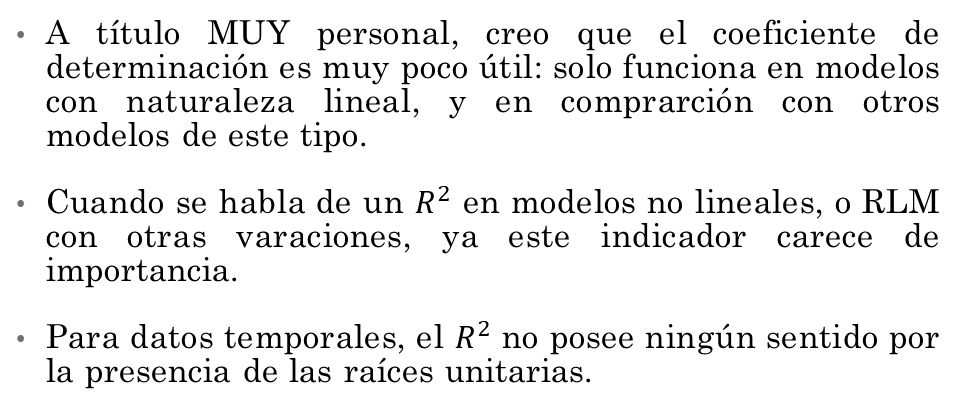 • A título MUY personal, creo que el coeficiente de
determinación es muy poco útil: solo funciona en modelos
con naturaleza lineal, y en comprarción con otros
modelos de este tipo.
• Cuando se habla de un R² en modelos no lineales, o RLM
con otras varaciones, ya este indicador carece de
importancia.
• Para datos temporales, el R² no posee ningún sentido por
la presencia de las raíces unitarias.